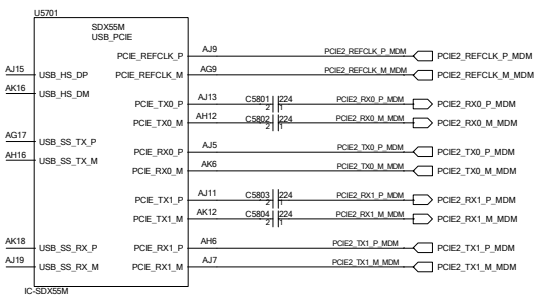 U5701
SDX55M
USB_PCIE
PCIE_REFCLK_P AJ9 PCIE2_REFCLK_P_MDM PCIE2_REFCLK_P_MDM
AJ15 USB_HS_DP PCIE_REFCLK_M AG9 PCIE2_REFCLK_M_MDM PCIE2_REFCLK_M_MDM
AK16 USB_HS_DM
PCIE_TX0_P AJ13 C5801 2 224 1 PCIE2_RX0_P_MDM PCIE2_RX0_P_MDM
PCIE_TX0_M AH12 C5802 2 224 1 PCIE2_RX0_M_MDM PCIE2_RX0_M_MDM
AG17 USB_SS_TX_P PCIE_RX0_P AJ5 PCIE2_TX0_P_MDM PCIE2_TX0_P_MDM
AH16 USB_SS_TX_M PCIE_RX0_M AK6 PCIE2_TX0_M_MDM PCIE2_TX0_M_MDM
PCIE_TX1_P AJ11 C5803 2 224 1 PCIE2_RX1_P_MDM PCIE2_RX1_P_MDM
PCIE_TX1_M AK12 C5804 2 224 1 PCIE2_RX1_M_MDM PCIE2_RX1_M_MDM
AK18 USB_SS_RX_P PCIE_RX1_P AH6 PCIE2_TX1_P_MDM PCIE2_TX1_P_MDM
AJ19 USB_SS_RX_M PCIE_RX1_M AJ7 PCIE2_TX1_M_MDM PCIE2_TX1_M_MDM
IC-SDX55M